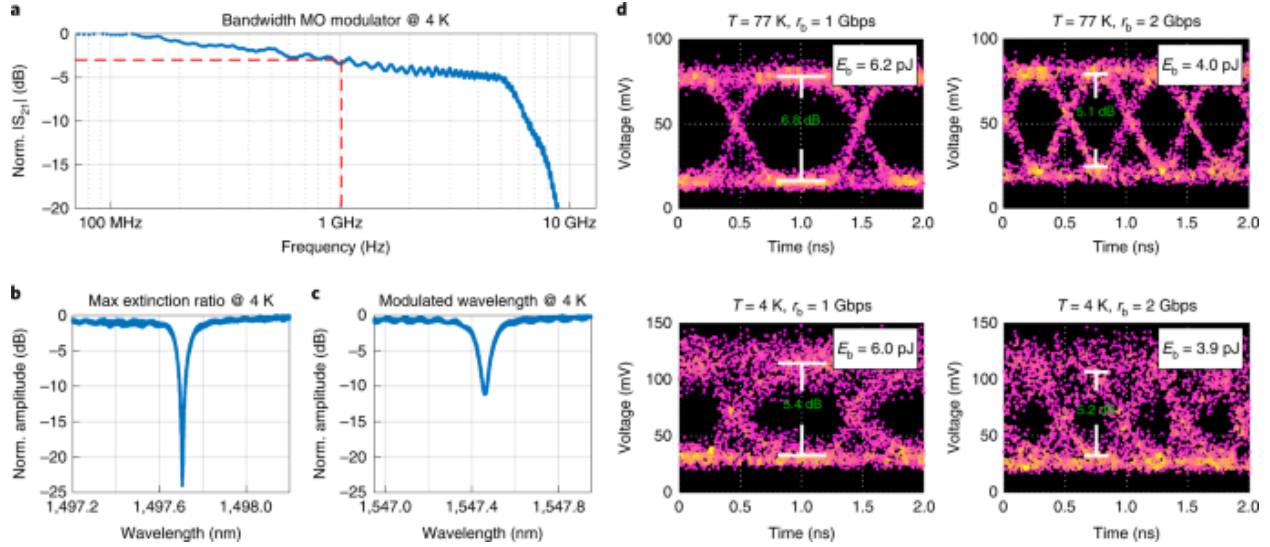 a
Bandwidth MO modulator @ 4 K
Norm. |S21| (dB)
0
−5
−10
−15
−20
100 MHz
1 GHz
10 GHz
Frequency (Hz)
b
Max extinction ratio @ 4 K
Norm. amplitude (dB)
0
−5
−10
−15
−20
−25
1,497.2
1,497.6
1,498.0
Wavelength (nm)
c
Modulated wavelength @ 4 K
Norm. amplitude (dB)
0
−5
−10
−15
−20
−25
1,547.0
1,547.4
1,547.8
Wavelength (nm)
d
T = 77 K, rb = 1 Gbps
Eb = 6.2 pJ
6.8 dB
Voltage (mV)
100
50
0
0
0.5
1.0
1.5
2.0
Time (ns)
T = 77 K, rb = 2 Gbps
Eb = 4.0 pJ
5.1 dB
Voltage (mV)
100
50
0
0
0.5
1.0
1.5
2.0
Time (ns)
T = 4 K, rb = 1 Gbps
Eb = 6.0 pJ
5.4 dB
Voltage (mV)
150
100
50
0
0
0.5
1.0
1.5
2.0
Time (ns)
T = 4 K, rb = 2 Gbps
Eb = 3.9 pJ
5.2 dB
Voltage (mV)
150
100
50
0
0
0.5
1.0
1.5
2.0
Time (ns)